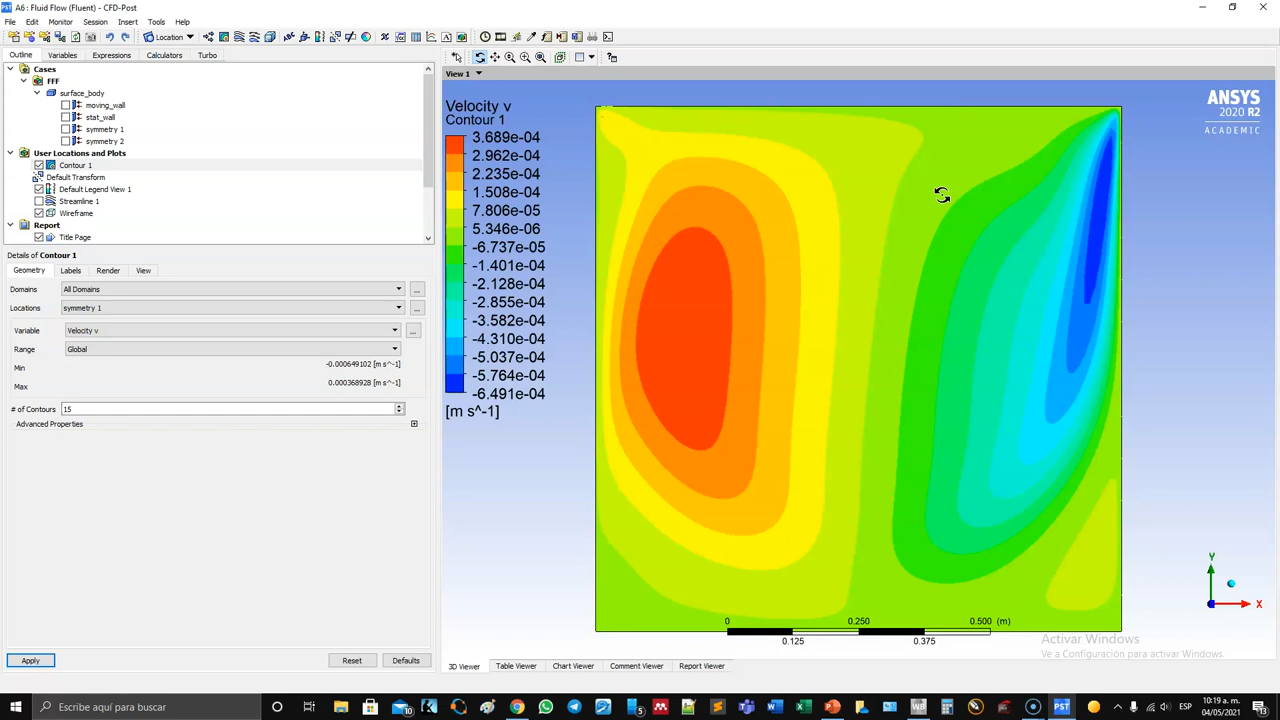 A6 : Fluid Flow (Fluent) - CFD-Post
File Edit Monitor Session Insert Tools Help
Location
Outline Variables Expressions Calculators Turbo
Cases
FFF
surface_body
moving_wall
stat_wall
symmetry 1
symmetry 2
User Locations and Plots
Contour 1
Default Transform
Default Legend View 1
Streamline 1
Wireframe
Report
Title Page
Details of Contour 1
Geometry Labels Render View
Domains All Domains ...
Locations symmetry 1 ...
Variable Velocity v ...
Range Global
Min -0.000649102 [m s^-1]
Max 0.000368928 [m s^-1]
# of Contours 15
Advanced Properties
Apply Reset Defaults
View 1
Velocity v
Contour 1
3.689e-04
2.962e-04
2.235e-04
1.508e-04
7.806e-05
5.346e-06
-6.737e-05
-1.401e-04
-2.128e-04
-2.855e-04
-3.582e-04
-4.310e-04
-5.037e-04
-5.764e-04
-6.491e-04
[m s^-1]
ANSYS
2020 R2
ACADEMIC
Y
X
0 0.250 0.500 (m)
0.125 0.375
Activar Windows
Ve a Configuración para activar Windows.
3D Viewer Table Viewer Chart Viewer Comment Viewer Report Viewer
Escribe aquí para buscar
10:19 a. m.
ESP
04/05/2021